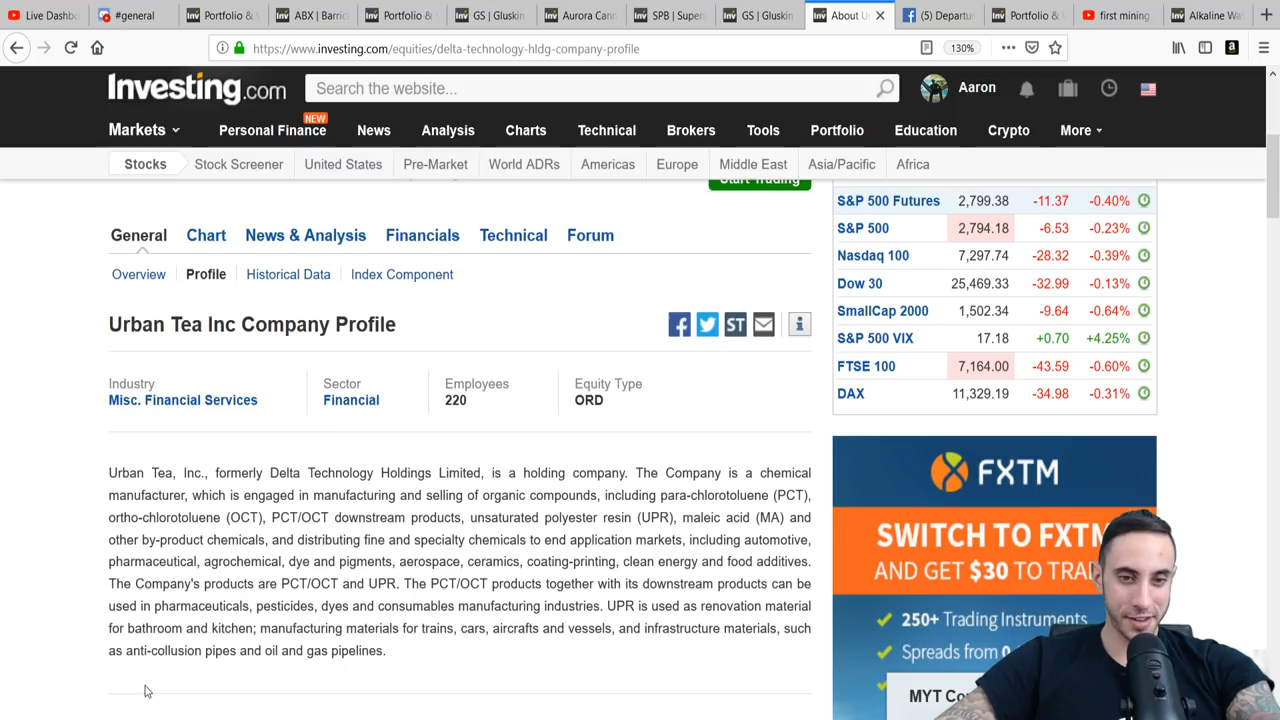 Live Dashb
#general
Portfolio &
ABX | Barric
Portfolio &
GS | Gluskin
Aurora Cann
SPB | Super
GS | Gluskin
About U
(5) Depart
Portfolio &
first mining
Alkaline Wa
https://www.investing.com/equities/delta-technology-hldg-company-profile
130%
Investing.com
Search the website...
Aaron
NEW
Markets
Personal Finance
News
Analysis
Charts
Technical
Brokers
Tools
Portfolio
Education
Crypto
More
Stocks
Stock Screener
United States
Pre-Market
World ADRs
Americas
Europe
Middle East
Asia/Pacific
Africa
Start Trading
General
Chart
News & Analysis
Financials
Technical
Forum
Overview
Profile
Historical Data
Index Component
Urban Tea Inc Company Profile
ST
Industry
Misc. Financial Services
Sector
Financial
Employees
220
Equity Type
ORD
Urban Tea, Inc., formerly Delta Technology Holdings Limited, is a holding company. The Company is a chemical
manufacturer, which is engaged in manufacturing and selling of organic compounds, including para-chlorotoluene (PCT),
ortho-chlorotoluene (OCT), PCT/OCT downstream products, unsaturated polyester resin (UPR), maleic acid (MA) and
other by-product chemicals, and distributing fine and specialty chemicals to end application markets, including automotive,
pharmaceutical, agrochemical, dye and pigments, aerospace, ceramics, coating-printing, clean energy and food additives.
The Company's products are PCT/OCT and UPR. The PCT/OCT products together with its downstream products can be
used in pharmaceuticals, pesticides, dyes and consumables manufacturing industries. UPR is used as renovation material
for bathroom and kitchen; manufacturing materials for trains, cars, aircrafts and vessels, and infrastructure materials, such
as anti-collusion pipes and oil and gas pipelines.
S&P 500 Futures 2,799.38 -11.37 -0.40%
S&P 500 2,794.18 -6.53 -0.23%
Nasdaq 100 7,297.74 -28.32 -0.39%
Dow 30 25,469.33 -32.99 -0.13%
SmallCap 2000 1,502.34 -9.64 -0.64%
S&P 500 VIX 17.18 +0.70 +4.25%
FTSE 100 7,164.00 -43.59 -0.60%
DAX 11,329.19 -34.98 -0.31%
FXTM
SWITCH TO FXTM
AND GET $30 TO TRA
250+ Trading Instruments
Spreads from 0
MYT Co